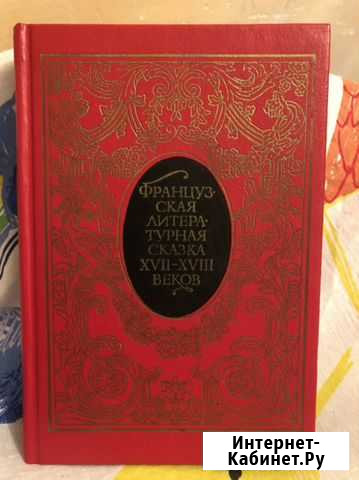 ФРАНЦУЗ-
СКАЯ
ЛИТЕРА-
ТУРНАЯ
СКАЗКА
XVII–XVIII
ВЕКОВ
Интернет-
Кабинет.Ру